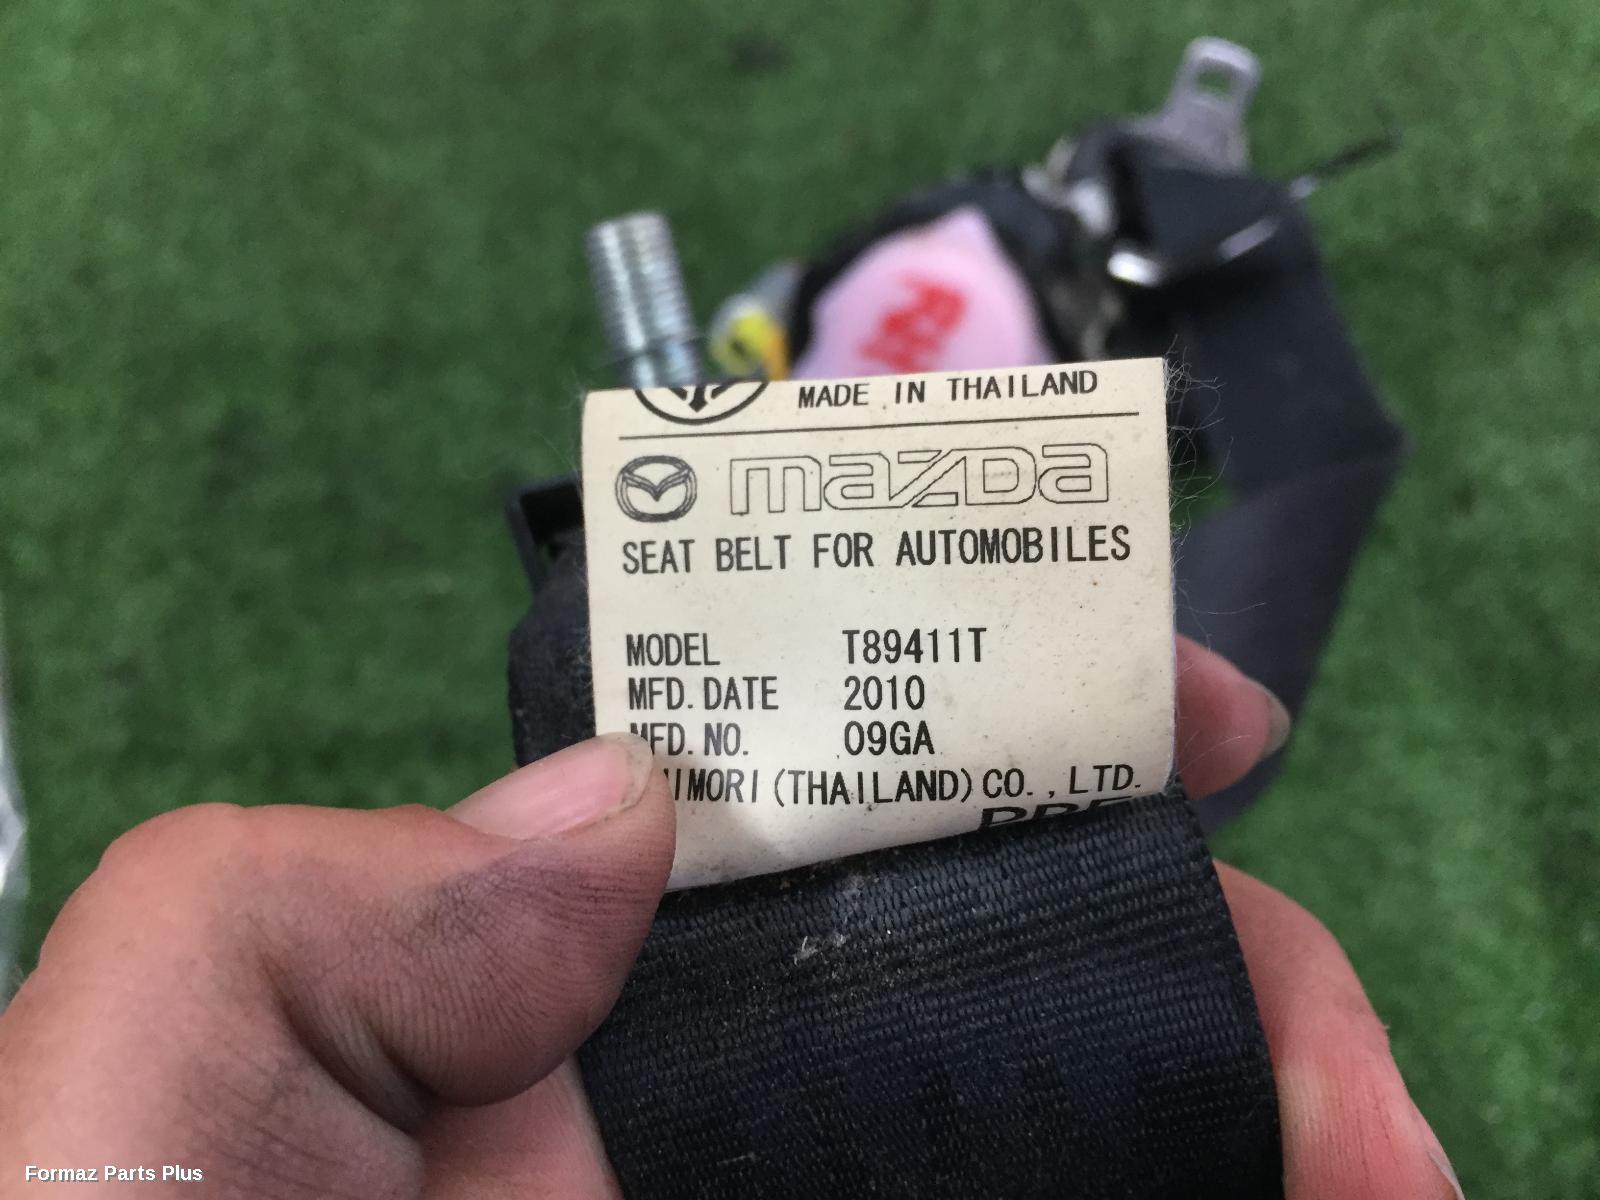 MADE IN THAILAND
mazda
SEAT BELT FOR AUTOMOBILES
MODEL T89411T
MFD. DATE 2010
MFD. NO. 09GA
IMORI (THAILAND) CO., LTD.
Formaz Parts Plus